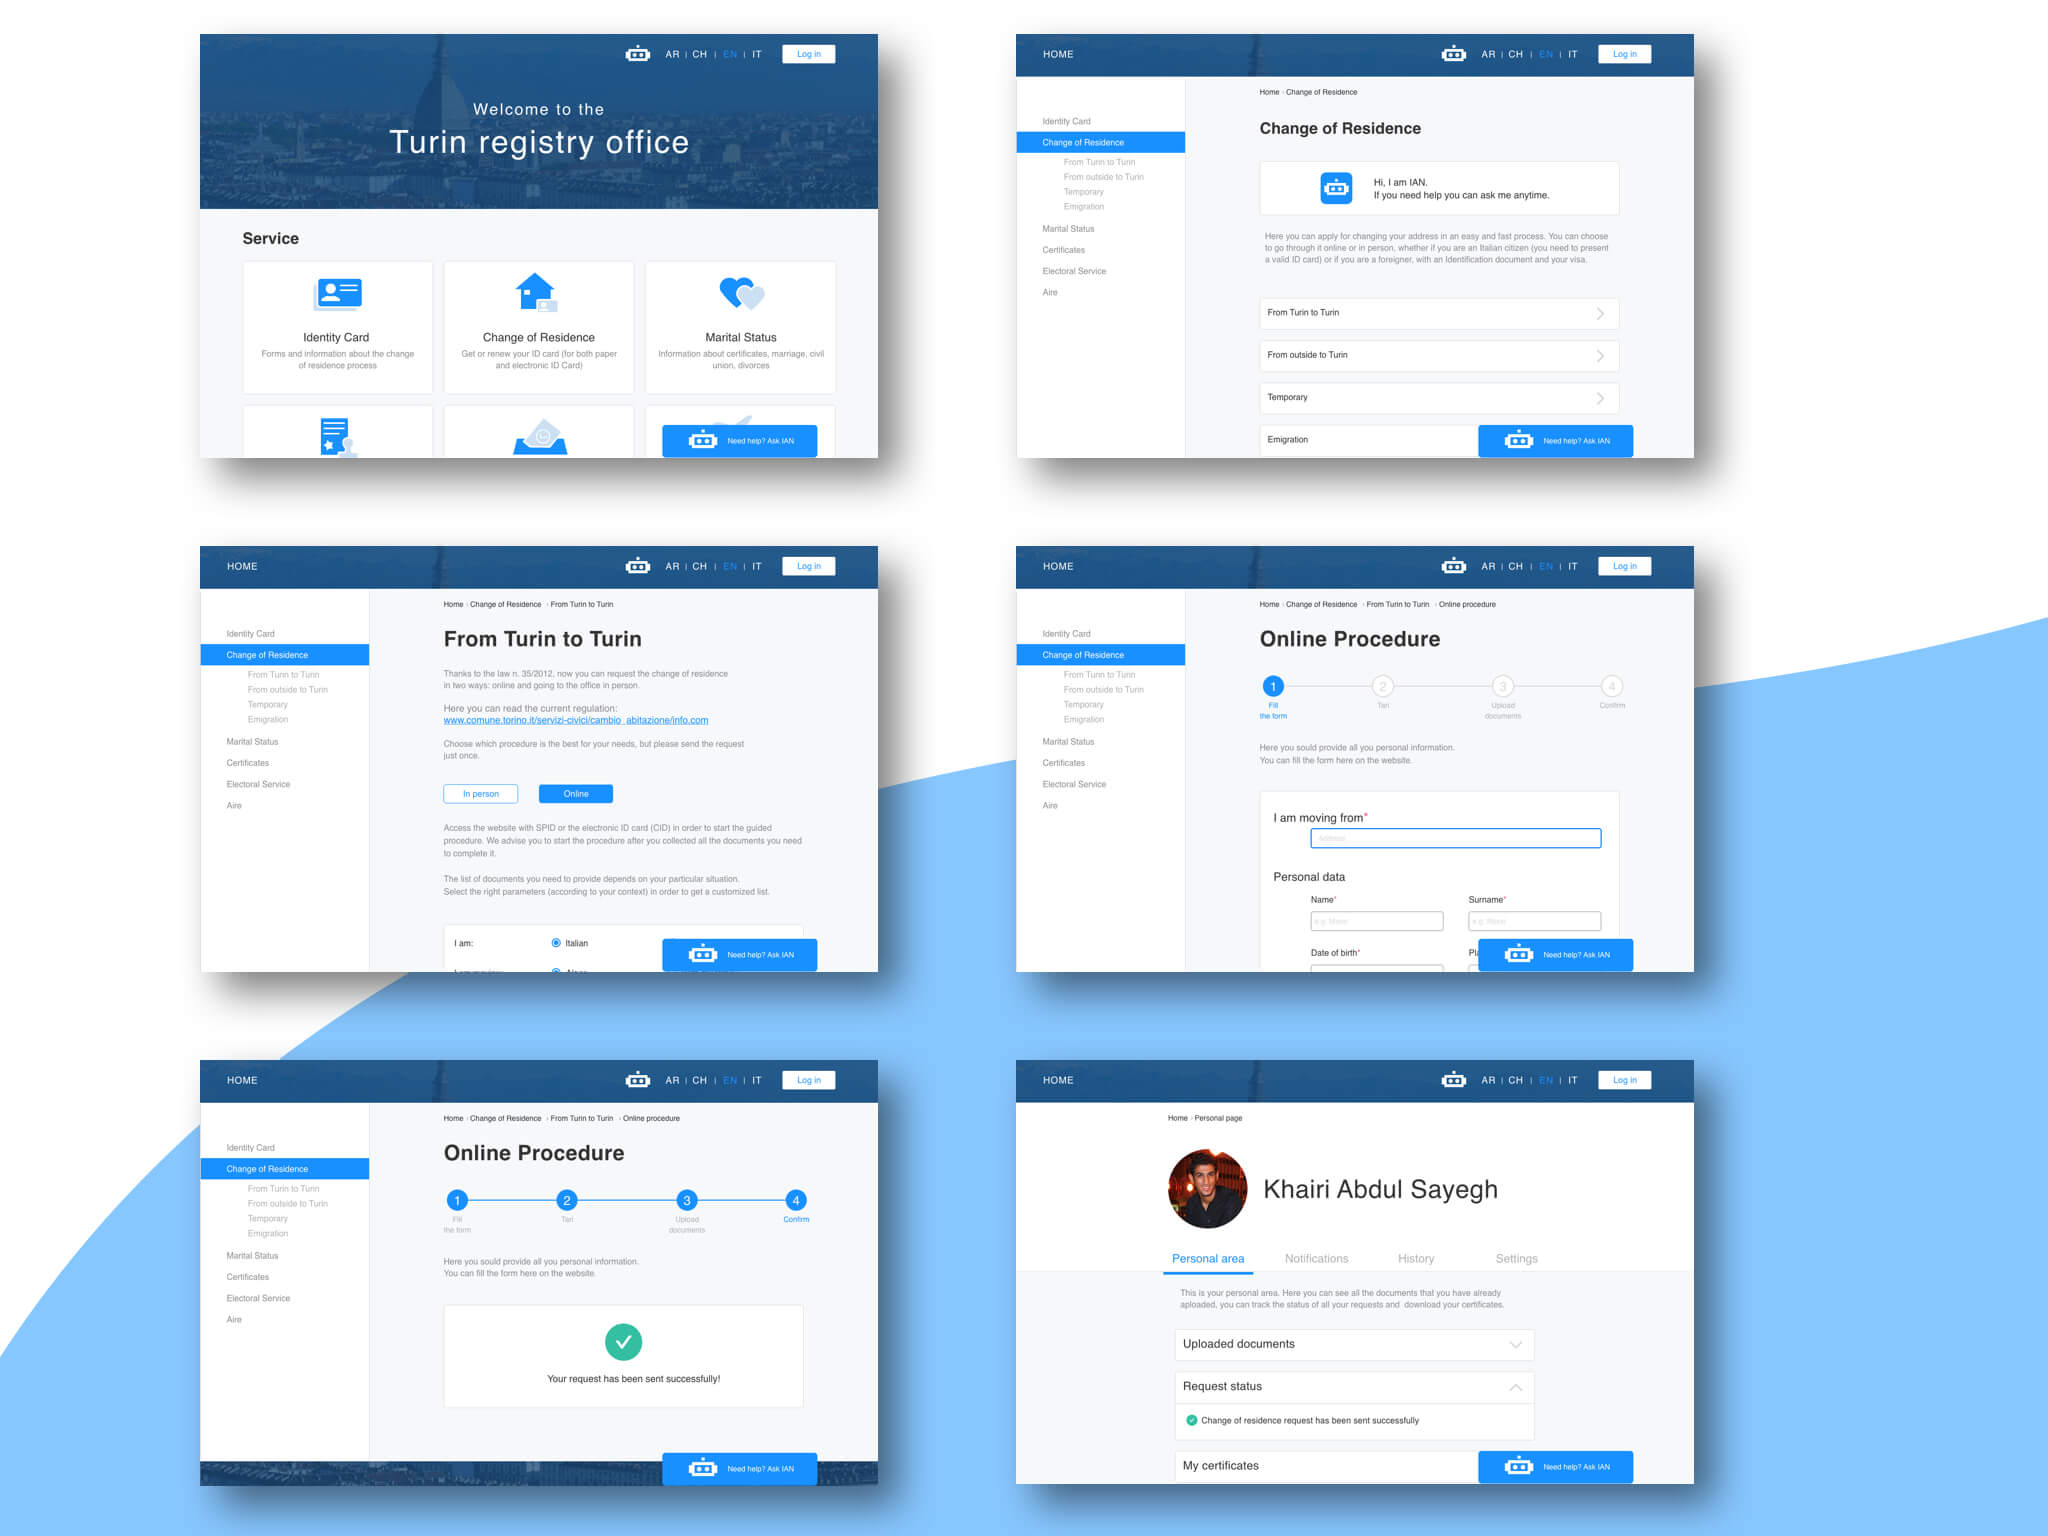 AR | CH | EN | IT
Log in
Welcome to the
Turin registry office
Service
Identity Card
Forms and information about the change
of residence process
Change of Residence
Get or renew your ID card (for both paper
and electronic ID Card)
Marital Status
Information about certificates, marriage, civil
union, divorces
Need help? Ask IAN
HOME
AR | CH | EN | IT
Log in
Identity Card
Change of Residence
From Turin to Turin
From outside to Turin
Temporary
Emigration
Marital Status
Certificates
Electoral Service
Aire
Home › Change of Residence
Change of Residence
Hi, I am IAN.
If you need help you can ask me anytime.
Here you can apply for changing your address in an easy and fast process. You can choose
to go through it online or in person, whether if you are an Italian citizen (you need to present
a valid ID card) or if you are a foreigner, with an Identification document and your visa.
From Turin to Turin
From outside to Turin
Temporary
Emigration
Need help? Ask IAN
HOME
AR | CH | EN | IT
Log in
Identity Card
Change of Residence
From Turin to Turin
From outside to Turin
Temporary
Emigration
Marital Status
Certificates
Electoral Service
Aire
Home › Change of Residence › From Turin to Turin
From Turin to Turin
Thanks to the law n. 35/2012, now you can request the change of residence
in two ways: online and going to the office in person.
Here you can read the current regulation:
www.comune.torino.it/servizi-civici/cambio_abitazione/info.com
Choose which procedure is the best for your needs, but please send the request
just once.
In person
Online
Access the website with SPID or the electronic ID card (CID) in order to start the guided
procedure. We advise you to start the procedure after you collected all the documents you need
to complete it.
The list of documents you need to provide depends on your particular situation.
Select the right parameters (according to your context) in order to get a customized list.
I am:
Italian
Need help? Ask IAN
HOME
AR | CH | EN | IT
Log in
Identity Card
Change of Residence
From Turin to Turin
From outside to Turin
Temporary
Emigration
Marital Status
Certificates
Electoral Service
Aire
Home › Change of Residence › From Turin to Turin › Online procedure
Online Procedure
1 2 3 4
Fill Tari Upload Confirm
the form documents
Here you sould provide all you personal information.
You can fill the form here on the website.
I am moving from*
Address
Personal data
Name* Surname*
Date of birth*
Need help? Ask IAN
HOME
AR | CH | EN | IT
Log in
Identity Card
Change of Residence
From Turin to Turin
From outside to Turin
Temporary
Emigration
Marital Status
Certificates
Electoral Service
Aire
Home › Change of Residence › From Turin to Turin › Online procedure
Online Procedure
1 2 3 4
Fill Tari Upload Confirm
the form documents
Here you sould provide all you personal information.
You can fill the form here on the website.
Your request has been sent successfully!
Need help? Ask IAN
HOME
AR | CH | EN | IT
Log in
Home › Personal page
Khairi Abdul Sayegh
Personal area Notifications History Settings
This is your personal area. Here you can see all the documents that you have already
aploaded, you can track the status of all your requests and download your certificates.
Uploaded documents
Request status
Change of residence request has been sent successfully
My certificates
Need help? Ask IAN